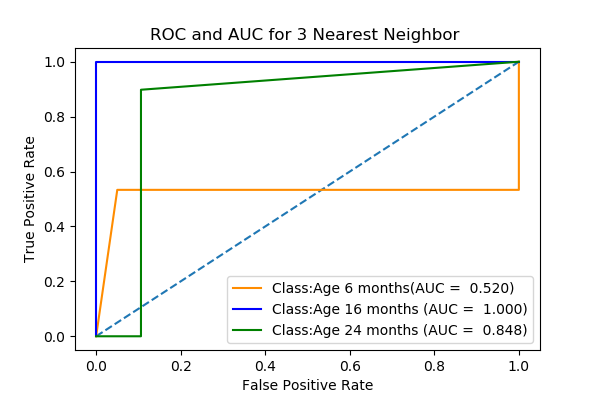 ROC and AUC for 3 Nearest Neighbor
1.0
0.8
0.6
0.4
0.2
0.0
True Positive Rate
Class:Age 6 months(AUC =  0.520)
Class:Age 16 months (AUC =  1.000)
Class:Age 24 months (AUC =  0.848)
0.0 0.2 0.4 0.6 0.8 1.0
False Positive Rate